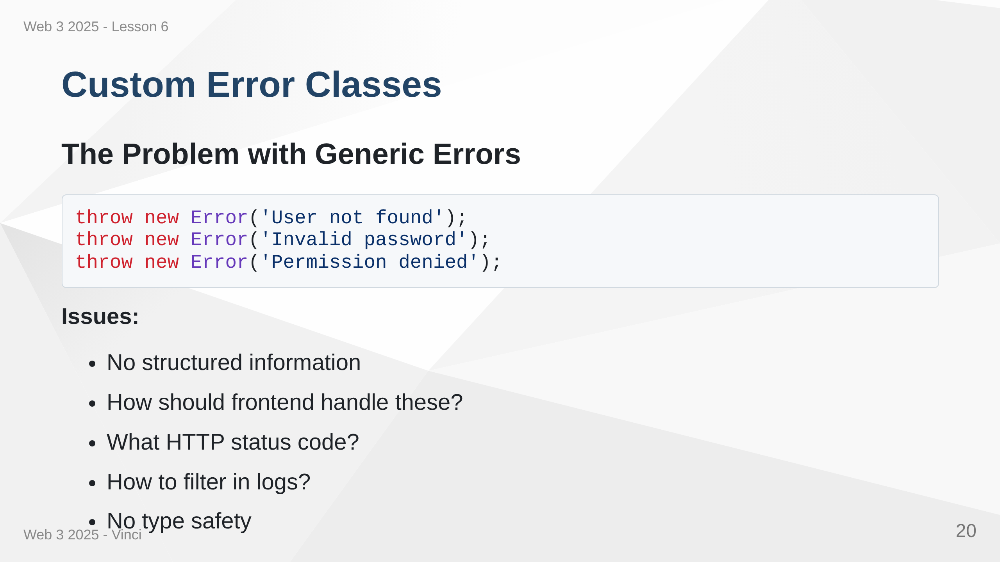 Web 3 2025 - Lesson 6
Custom Error Classes
The Problem with Generic Errors
throw new Error('User not found');
throw new Error('Invalid password');
throw new Error('Permission denied');
Issues:
• No structured information
• How should frontend handle these?
• What HTTP status code?
• How to filter in logs?
• No type safety
Web 3 2025 - Vinci
20